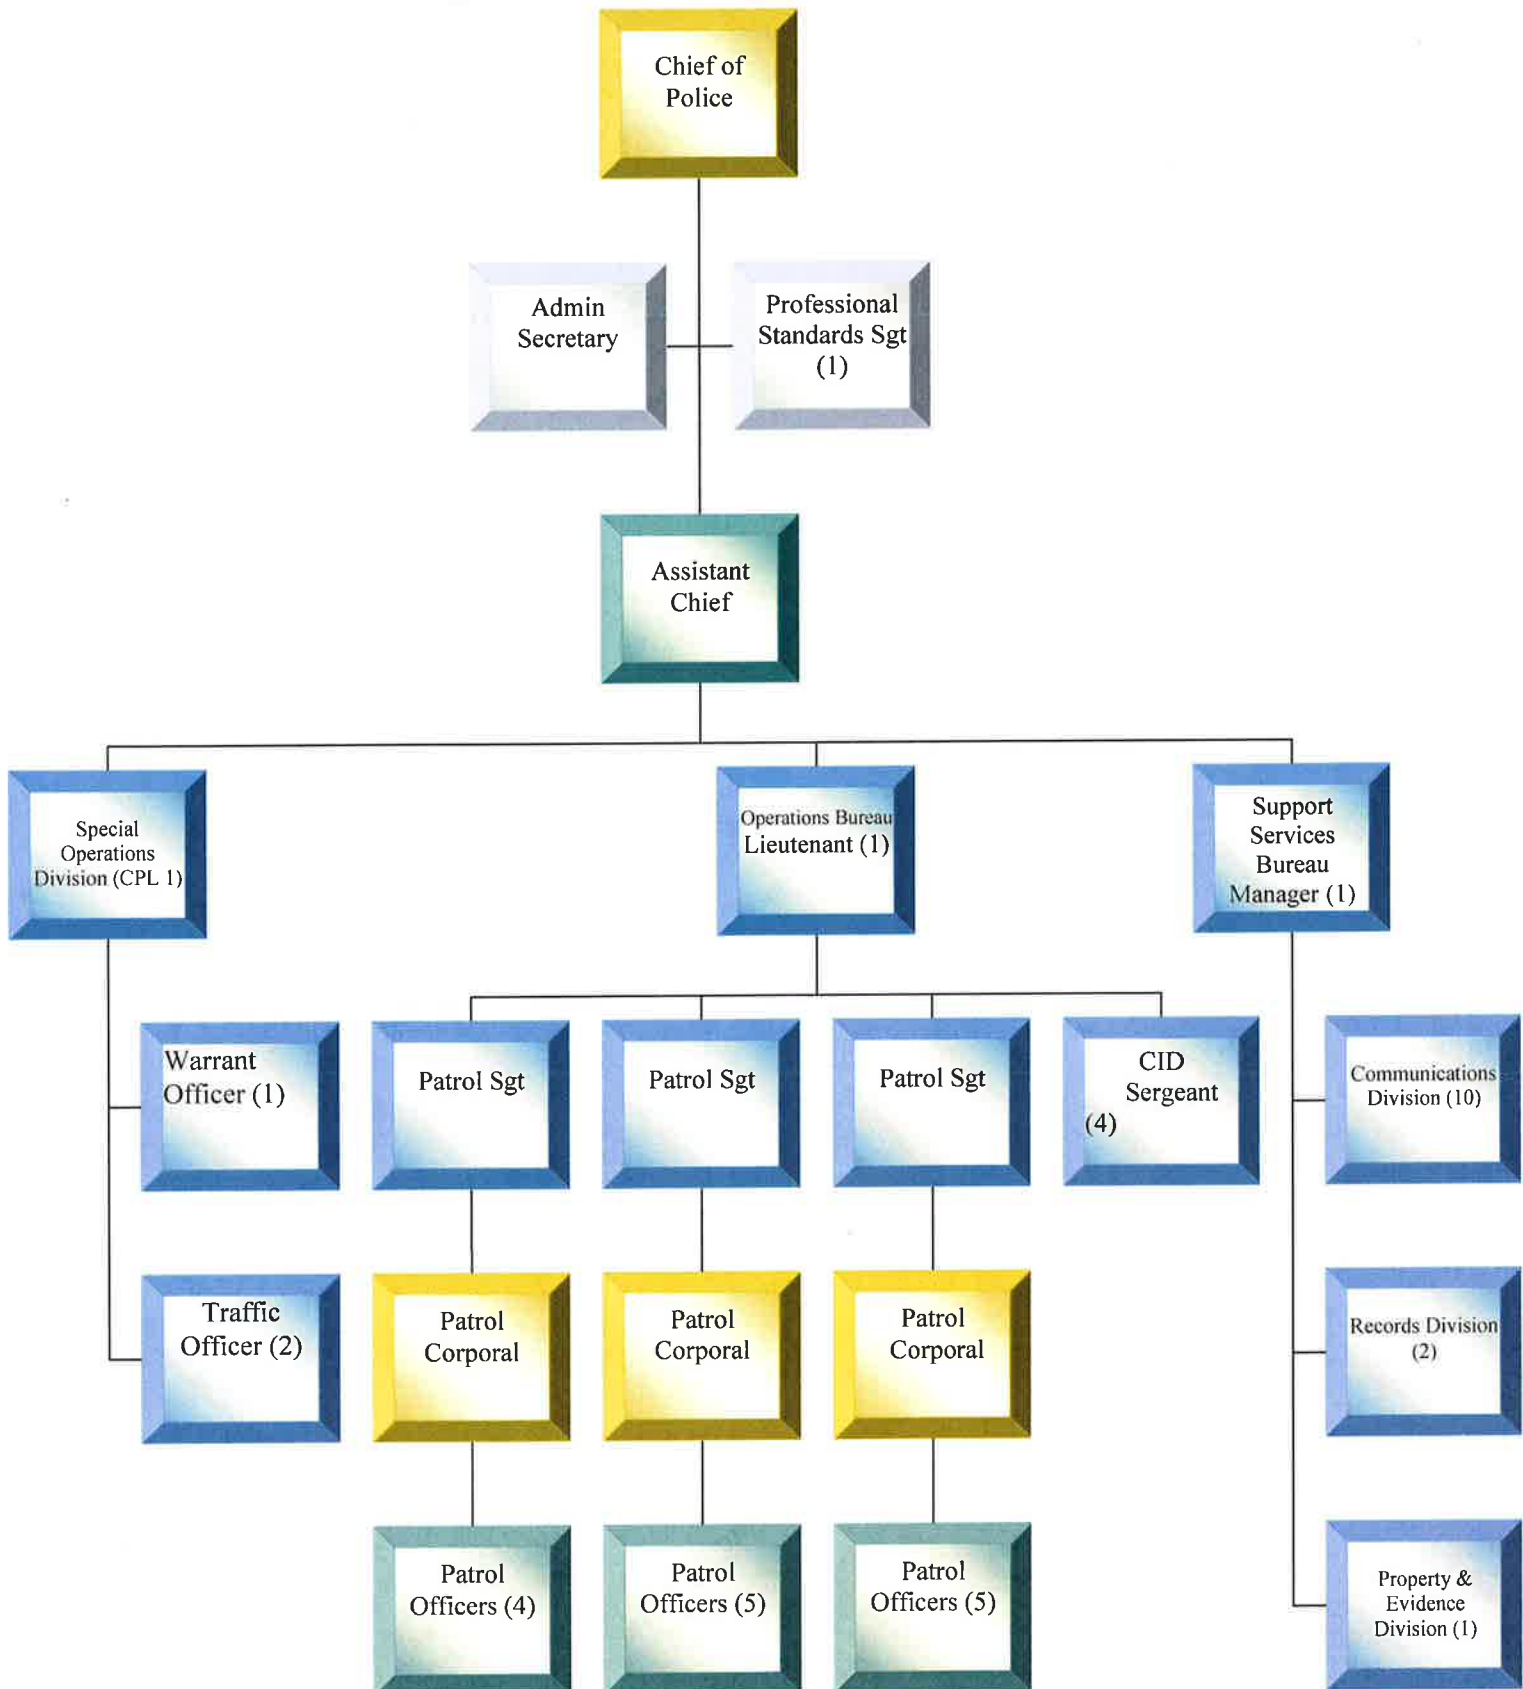 Chief of
Police
Admin
Secretary
Professional
Standards Sgt
(1)
Assistant
Chief
Special
Operations
Division (CPL 1)
Operations Bureau
Lieutenant (1)
Support
Services
Bureau
Manager (1)
Warrant
Officer (1)
Patrol Sgt
Patrol Sgt
Patrol Sgt
CID
Sergeant
(4)
Communications
Division (10)
Traffic
Officer (2)
Patrol
Corporal
Patrol
Corporal
Patrol
Corporal
Records Division
(2)
Patrol
Officers (4)
Patrol
Officers (5)
Patrol
Officers (5)
Property &
Evidence
Division (1)